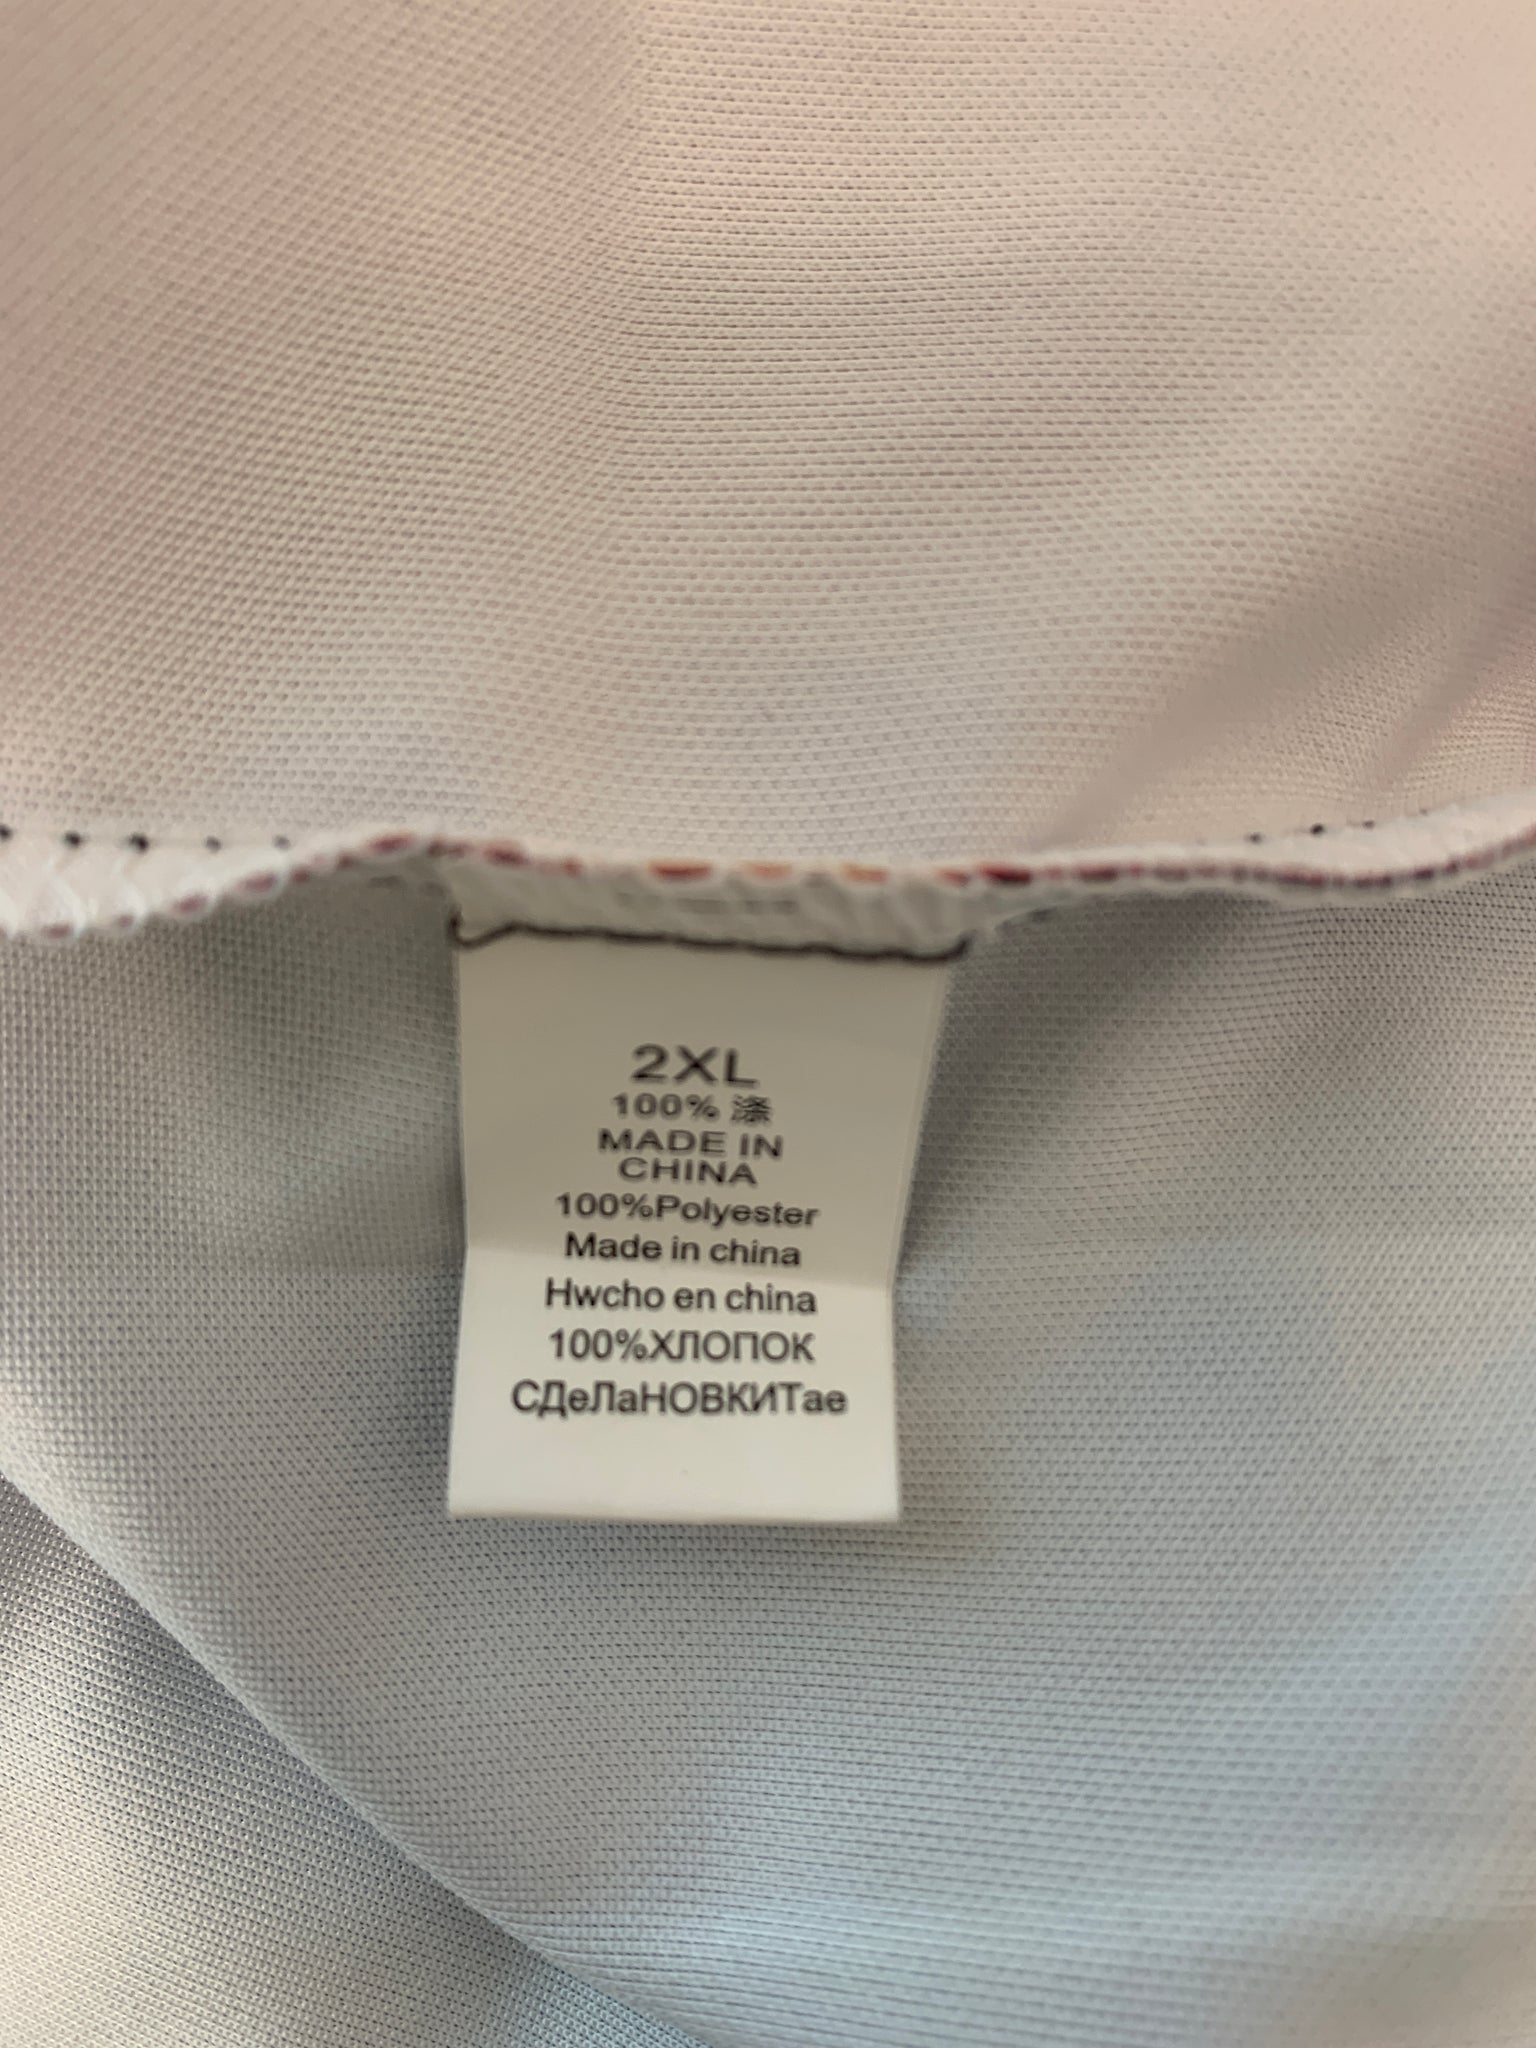 2XL
100% 涤
MADE IN
CHINA
100%Polyester
Made in china
Hwcho en china
100%ХЛОПОК
СДеЛаНОВКИТае